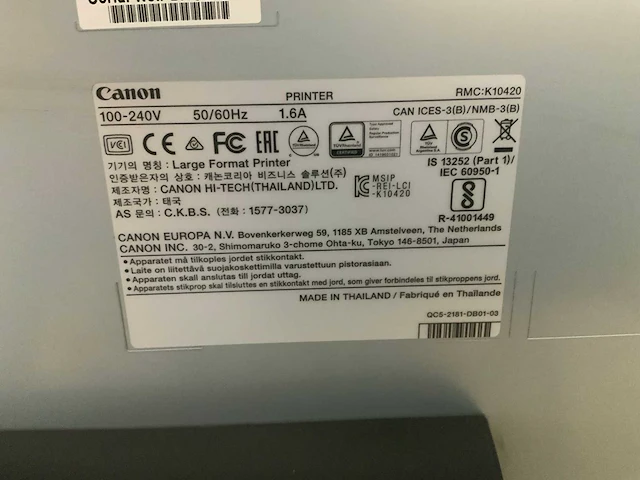 Canon PRINTER RMC:K10420
100-240V 50/60Hz 1.6A CAN ICES-3(B)/NMB-3(B)
VCI CE FC EAC
기기의 명칭 : Large Format Printer IS 13252 (Part 1)/
인증받은자의 상호 : 캐논코리아 비즈니스 솔루션(주) MSIP IEC 60950-1
제조자명 : CANON HI-TECH(THAILAND)LTD. -REI-LCI
제조국가 : 태국 -K10420
AS 문의 : C.K.B.S. (전화 : 1577-3037) R-41001449
CANON EUROPA N.V. Bovenkerkerweg 59, 1185 XB Amstelveen, The Netherlands
CANON INC. 30-2, Shimomaruko 3-chome Ohta-ku, Tokyo 146-8501, Japan
•Apparatet må tilkoples jordet stikkontakt.
•Laite on liitettävä suojakoskettimilla varustettuun pistorasiaan.
•Apparaten skall anslutas till jordat uttag.
•Apparatets stikprop skal tilsluttes en stikkontakt med jord, som giver forbindelse til stikproppens jord.
MADE IN THAILAND / Fabriqué en Thaïlande
QC5-2181-DB01-03